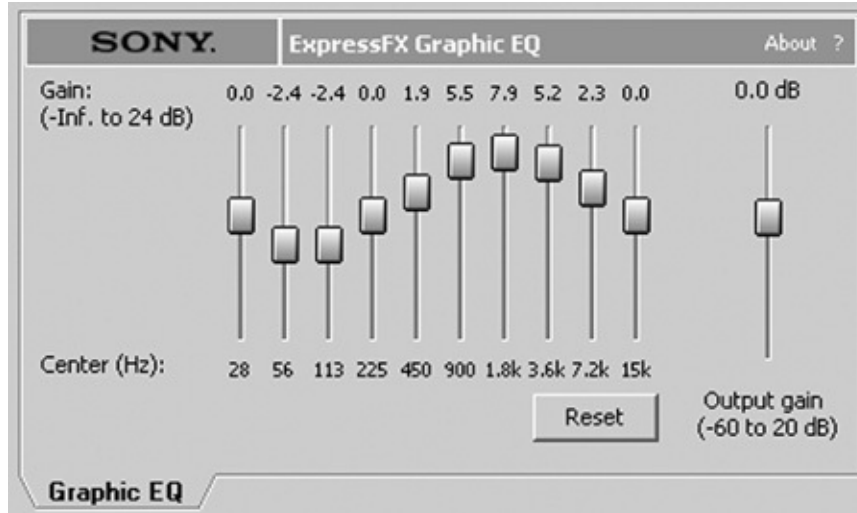 SONY. ExpressFX Graphic EQ About ?
Gain: 0.0 -2.4 -2.4 0.0 1.9 5.5 7.9 5.2 2.3 0.0 0.0 dB
(-Inf. to 24 dB)
Center (Hz): 28 56 113 225 450 900 1.8k 3.6k 7.2k 15k
Reset
Output gain
(-60 to 20 dB)
Graphic EQ